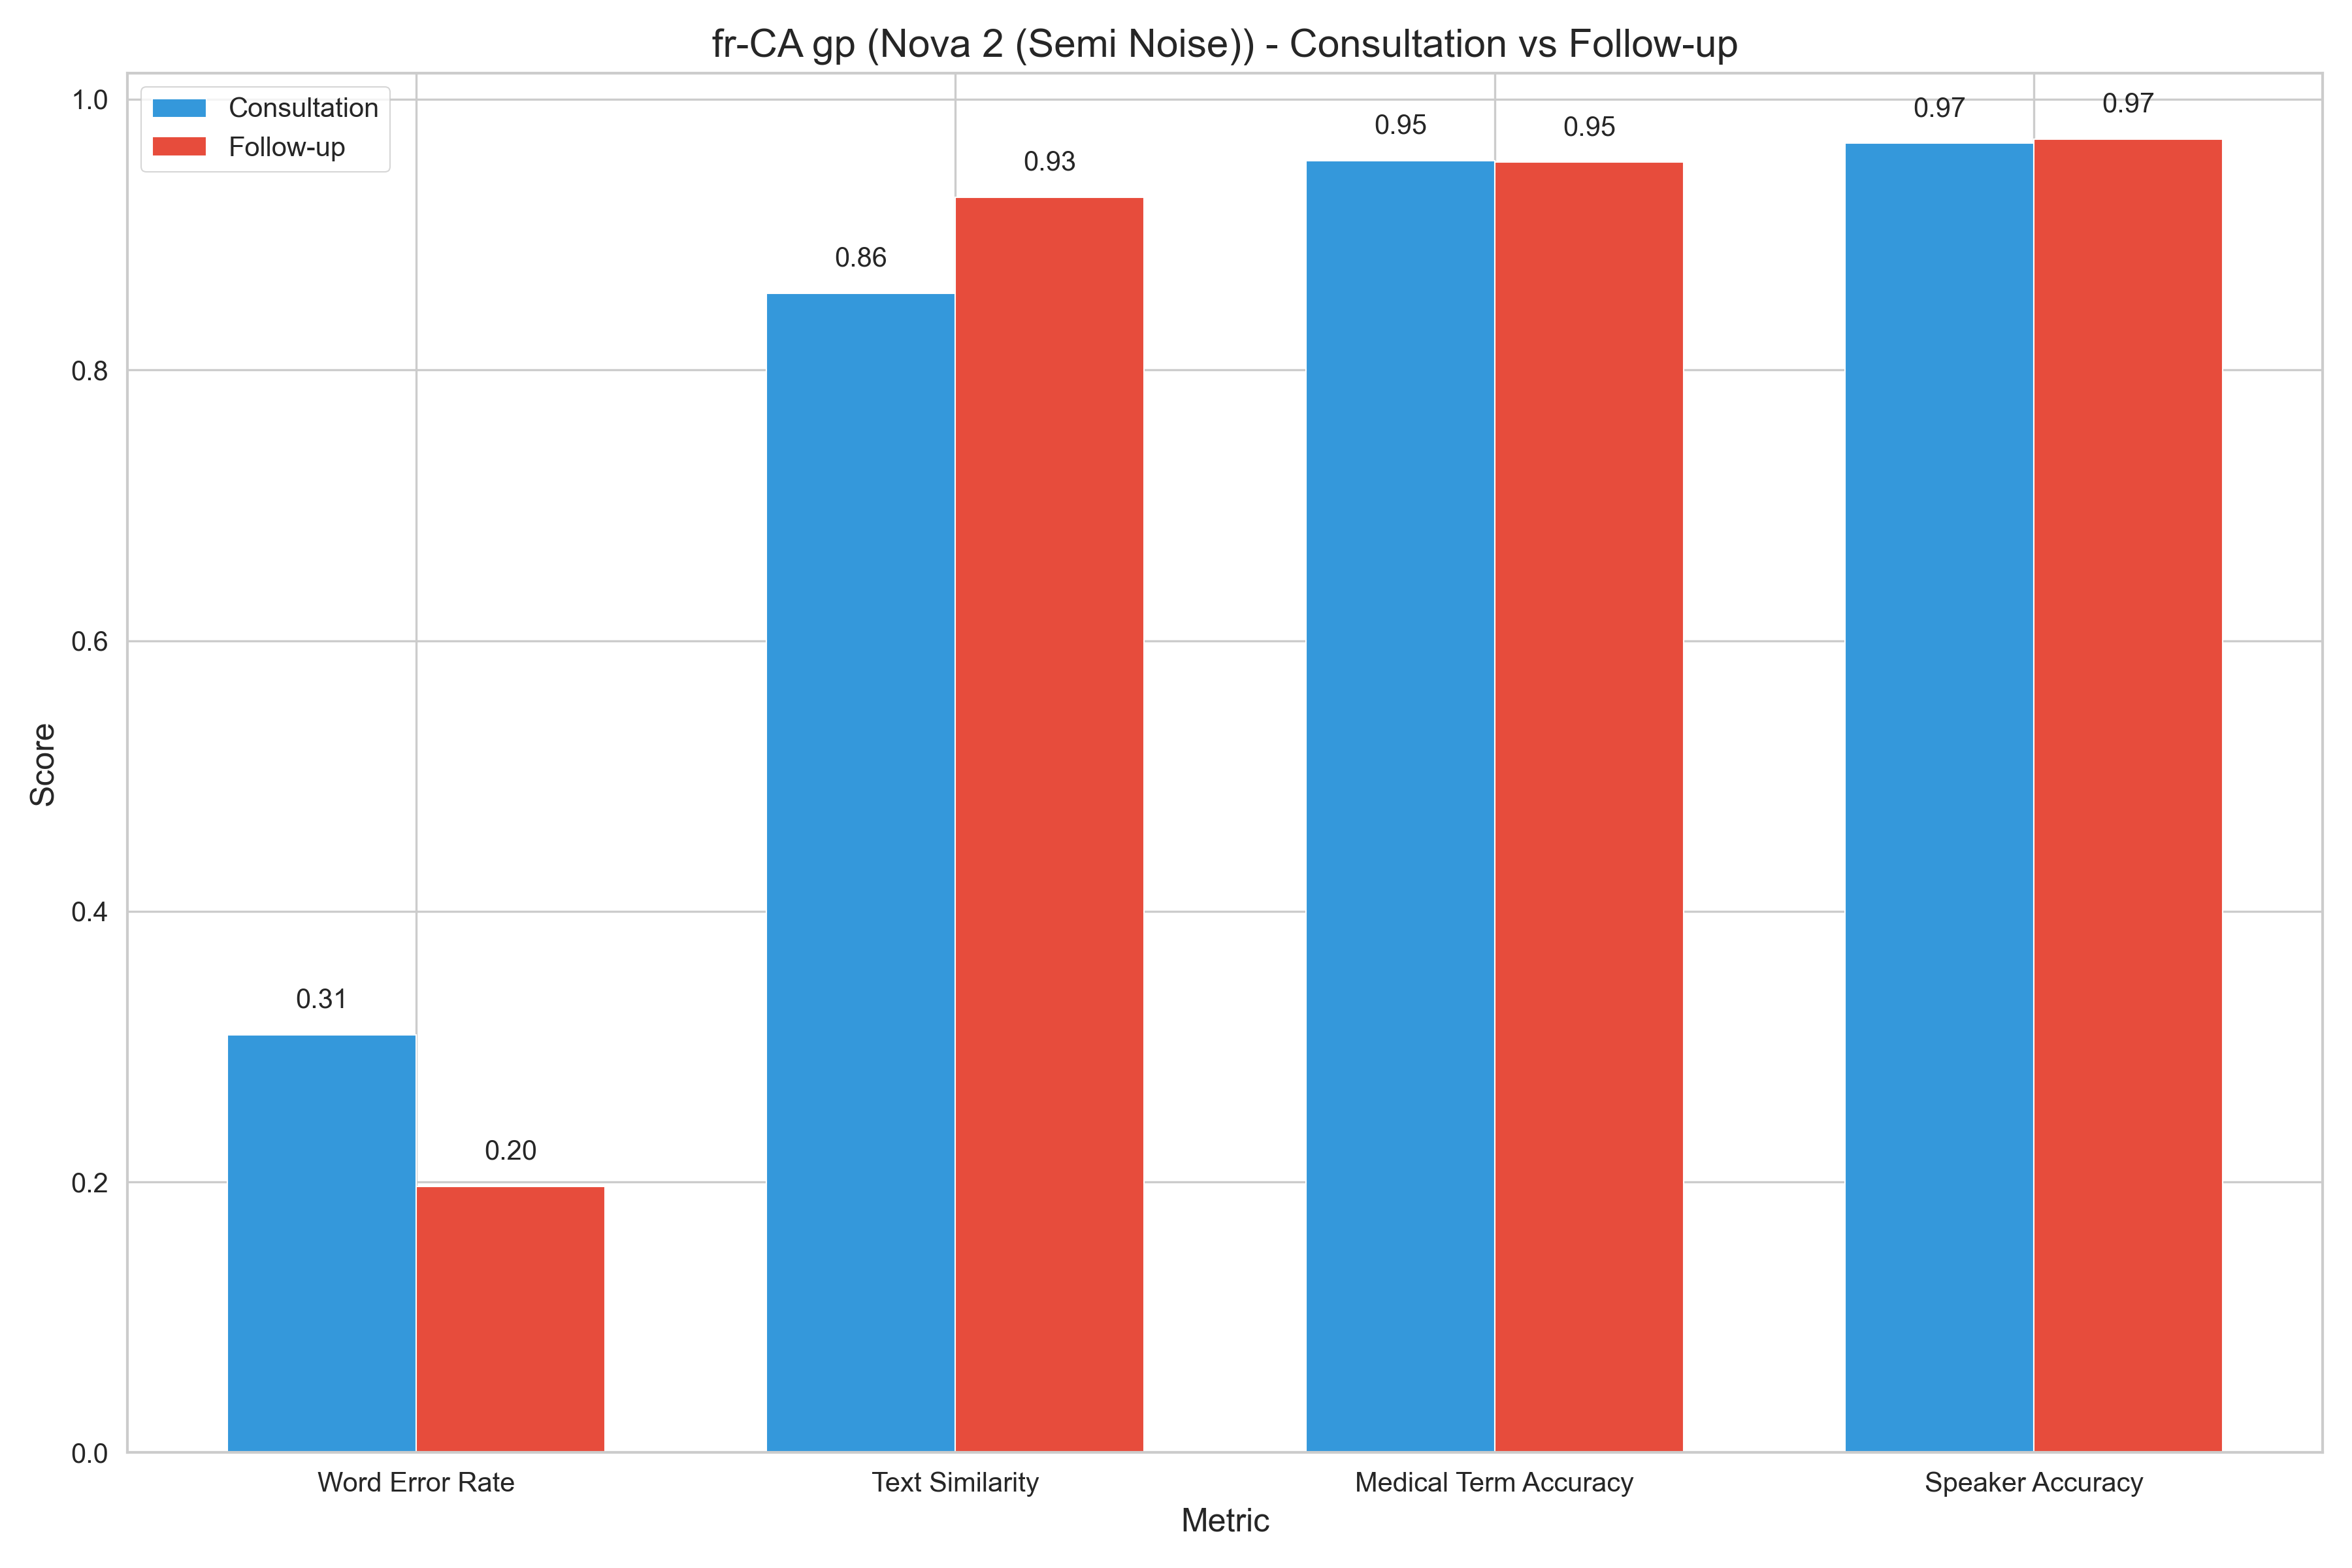 fr-CA gp (Nova 2 (Semi Noise)) - Consultation vs Follow-up
Consultation
Follow-up
1.0
0.8
0.6
0.4
0.2
0.0
Score
0.31
0.20
0.86
0.93
0.95
0.95
0.97
0.97
Word Error Rate
Text Similarity
Medical Term Accuracy
Speaker Accuracy
Metric